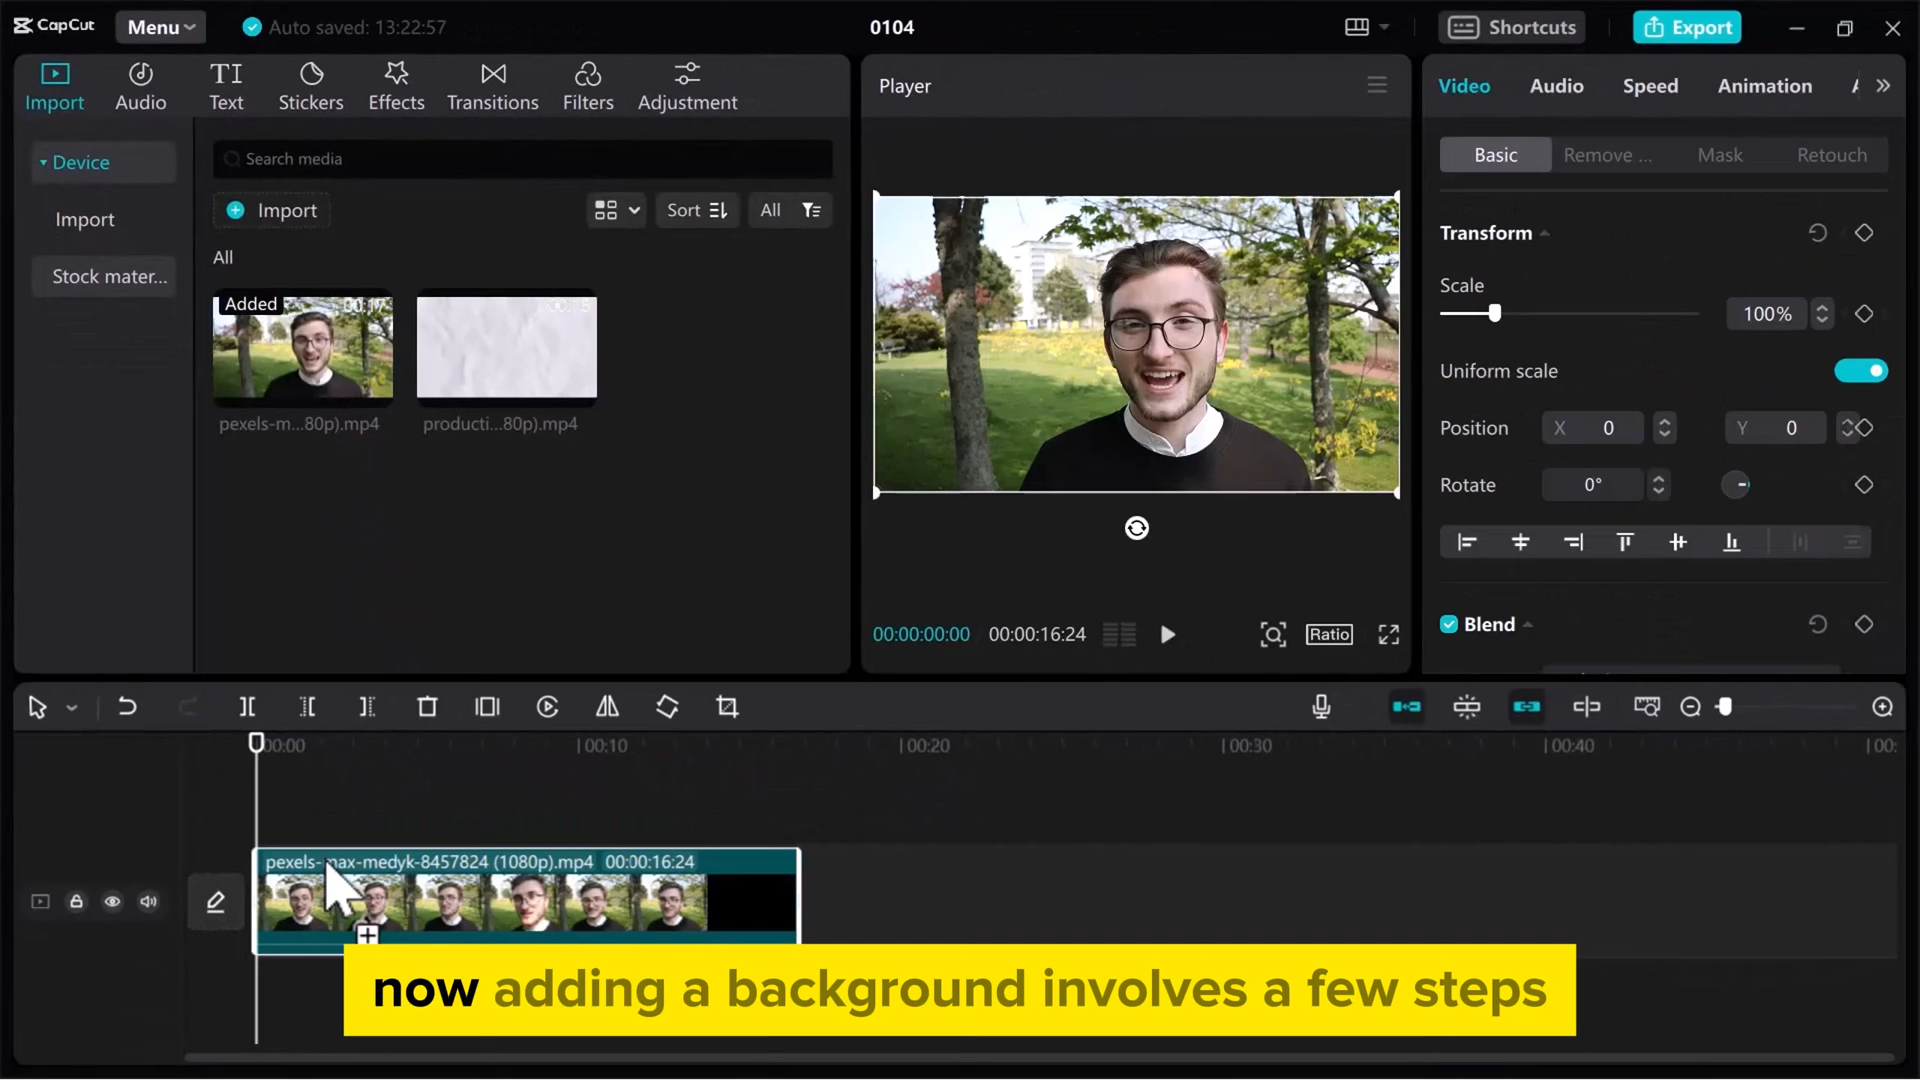 CapCut
Menu
Auto saved: 13:22:57
0104
Shortcuts
Export
Import
Audio
Text
Stickers
Effects
Transitions
Filters
Adjustment
Device
Import
Stock mater...
Search media
Import
Sort
All
All
Added
00:17
pexels-m...80p).mp4
producti...80p).mp4
Player
00:00:00:00
00:00:16:24
Ratio
Video
Audio
Speed
Animation
Basic
Remove ...
Mask
Retouch
Transform
Scale
100%
Uniform scale
Position
X 0
Y 0
Rotate
0°
Blend
00:00
00:10
00:20
00:30
00:40
00:
pexels-max-medyk-8457824 (1080p).mp4 00:00:16:24
now adding a background involves a few steps